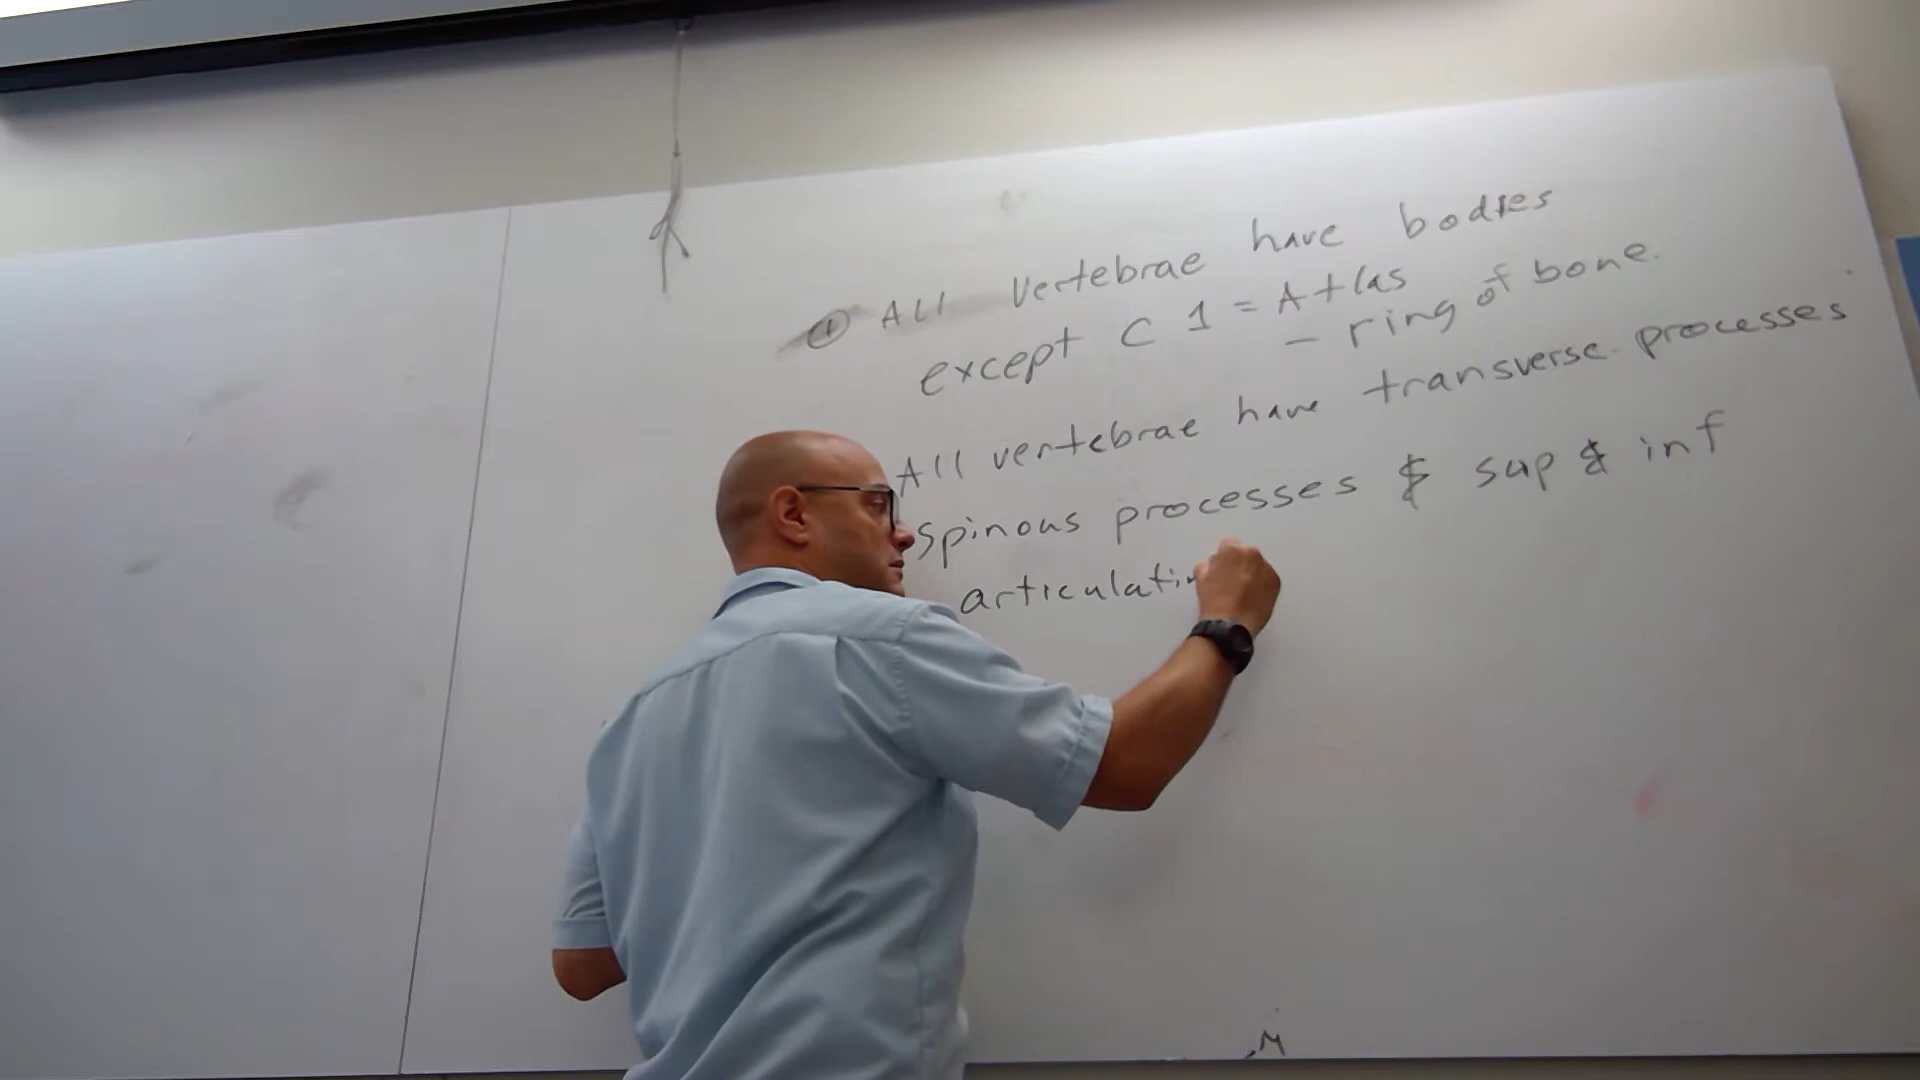 ① All vertebrae have bodies
except C 1 = Atlas
- ring of bone.
All vertebrae have transverse processes
spinous processes & sup & inf
articulatin